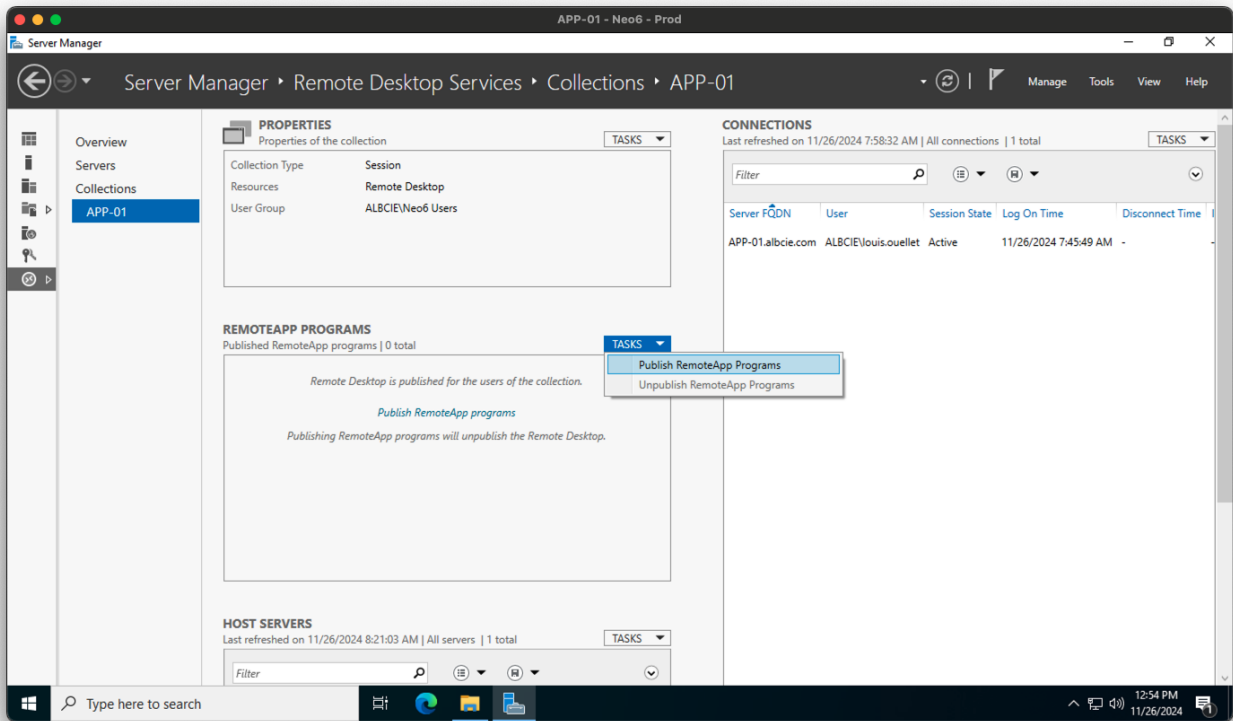 APP-01 - Neo6 - Prod
Server Manager
Server Manager ‣ Remote Desktop Services ‣ Collections ‣ APP-01
Manage Tools View Help
Overview
Servers
Collections
APP-01
PROPERTIES
Properties of the collection
TASKS
Collection Type Session
Resources Remote Desktop
User Group ALBCIE\Neo6 Users
REMOTEAPP PROGRAMS
Published RemoteApp programs | 0 total
TASKS
Publish RemoteApp Programs
Unpublish RemoteApp Programs
Remote Desktop is published for the users of the collection.
Publish RemoteApp programs
Publishing RemoteApp programs will unpublish the Remote Desktop.
HOST SERVERS
Last refreshed on 11/26/2024 8:21:03 AM | All servers | 1 total
TASKS
Filter
CONNECTIONS
Last refreshed on 11/26/2024 7:58:32 AM | All connections | 1 total
TASKS
Filter
Server FQDN User Session State Log On Time Disconnect Time
APP-01.albcie.com ALBCIE\louis.ouellet Active 11/26/2024 7:45:49 AM - -
Type here to search
12:54 PM
11/26/2024
1